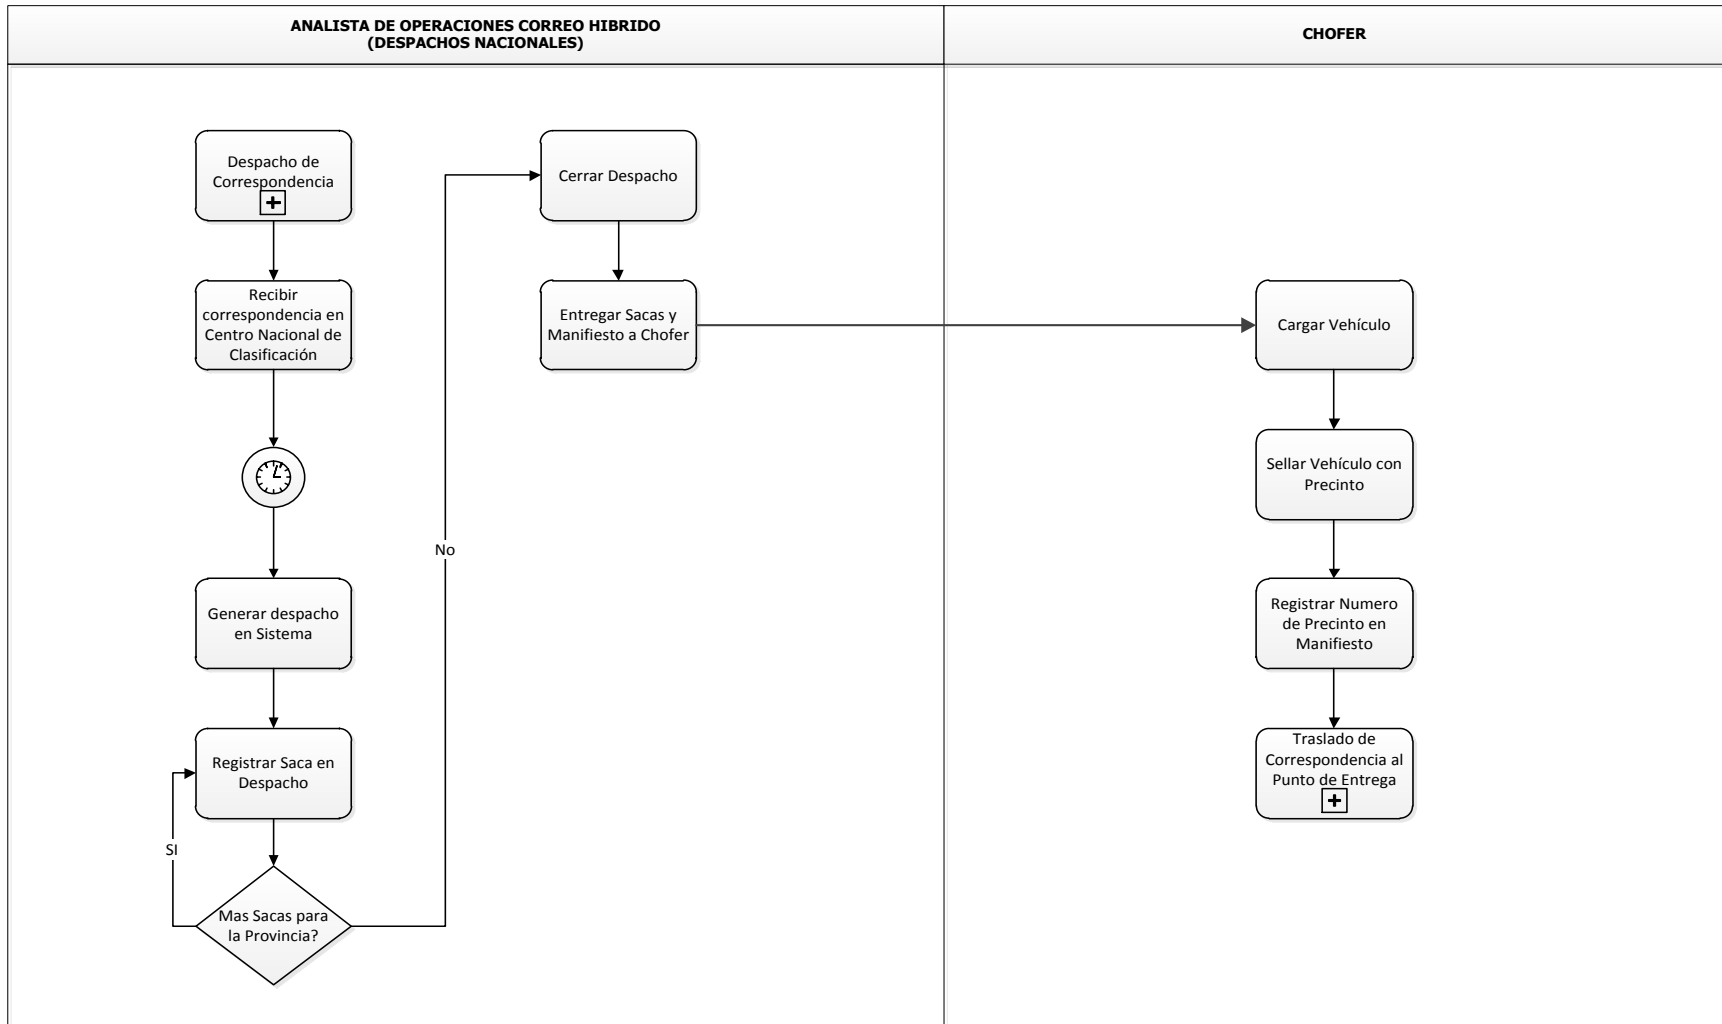 ANALISTA DE OPERACIONES CORREO HIBRIDO
(DESPACHOS NACIONALES)
CHOFER
Despacho de
Correspondencia
Recibir
correspondencia en
Centro Nacional de
Clasificación
Generar despacho
en Sistema
Registrar Saca en
Despacho
SI
Mas Sacas para
la Provincia?
No
Cerrar Despacho
Entregar Sacas y
Manifiesto a Chofer
Cargar Vehículo
Sellar Vehículo con
Precinto
Registrar Numero
de Precinto en
Manifiesto
Traslado de
Correspondencia al
Punto de Entrega